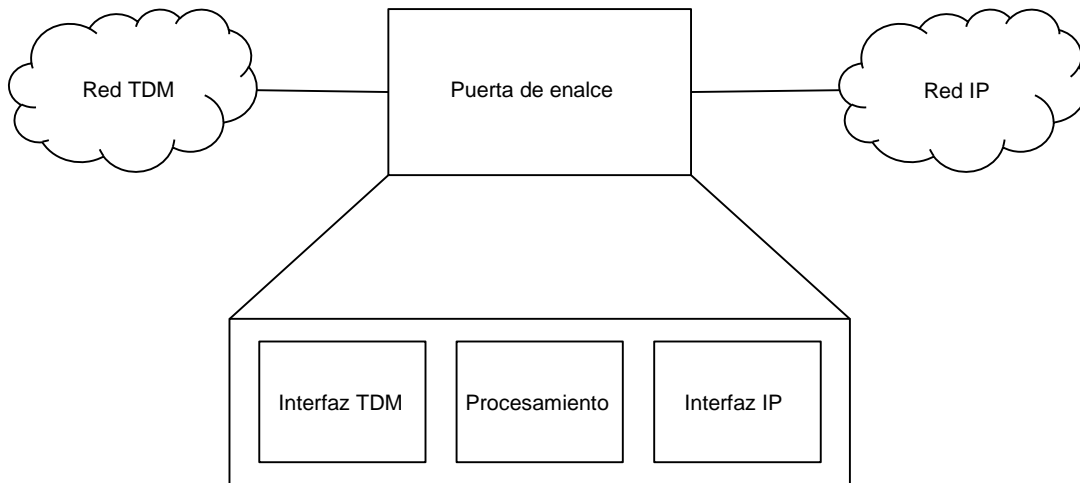 Red TDM
Puerta de enalce
Red IP
Interfaz TDM
Procesamiento
Interfaz IP